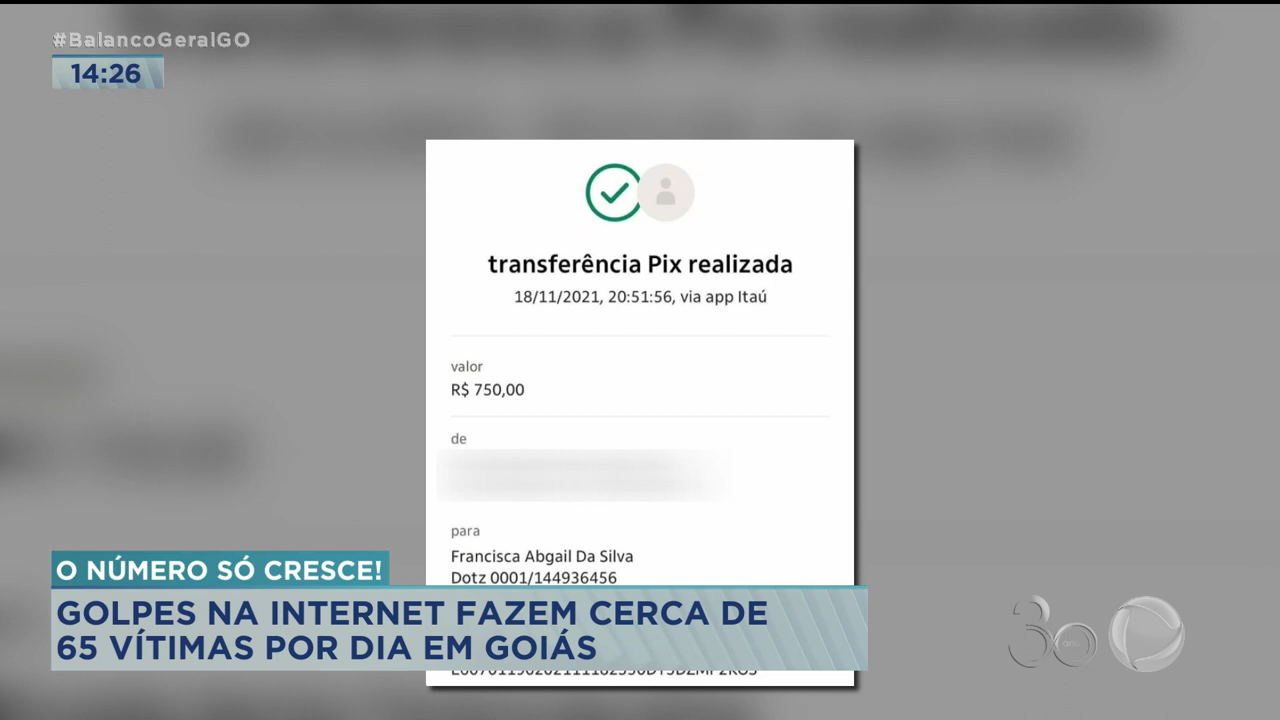 #BalancoGeralGO
14:26
transferência Pix realizada
18/11/2021, 20:51:56, via app Itaú
valor
R$ 750,00
de
para
Francisca Abgail Da Silva
Dotz 0001/144936456
O NÚMERO SÓ CRESCE!
GOLPES NA INTERNET FAZEM CERCA DE
65 VÍTIMAS POR DIA EM GOIÁS
30